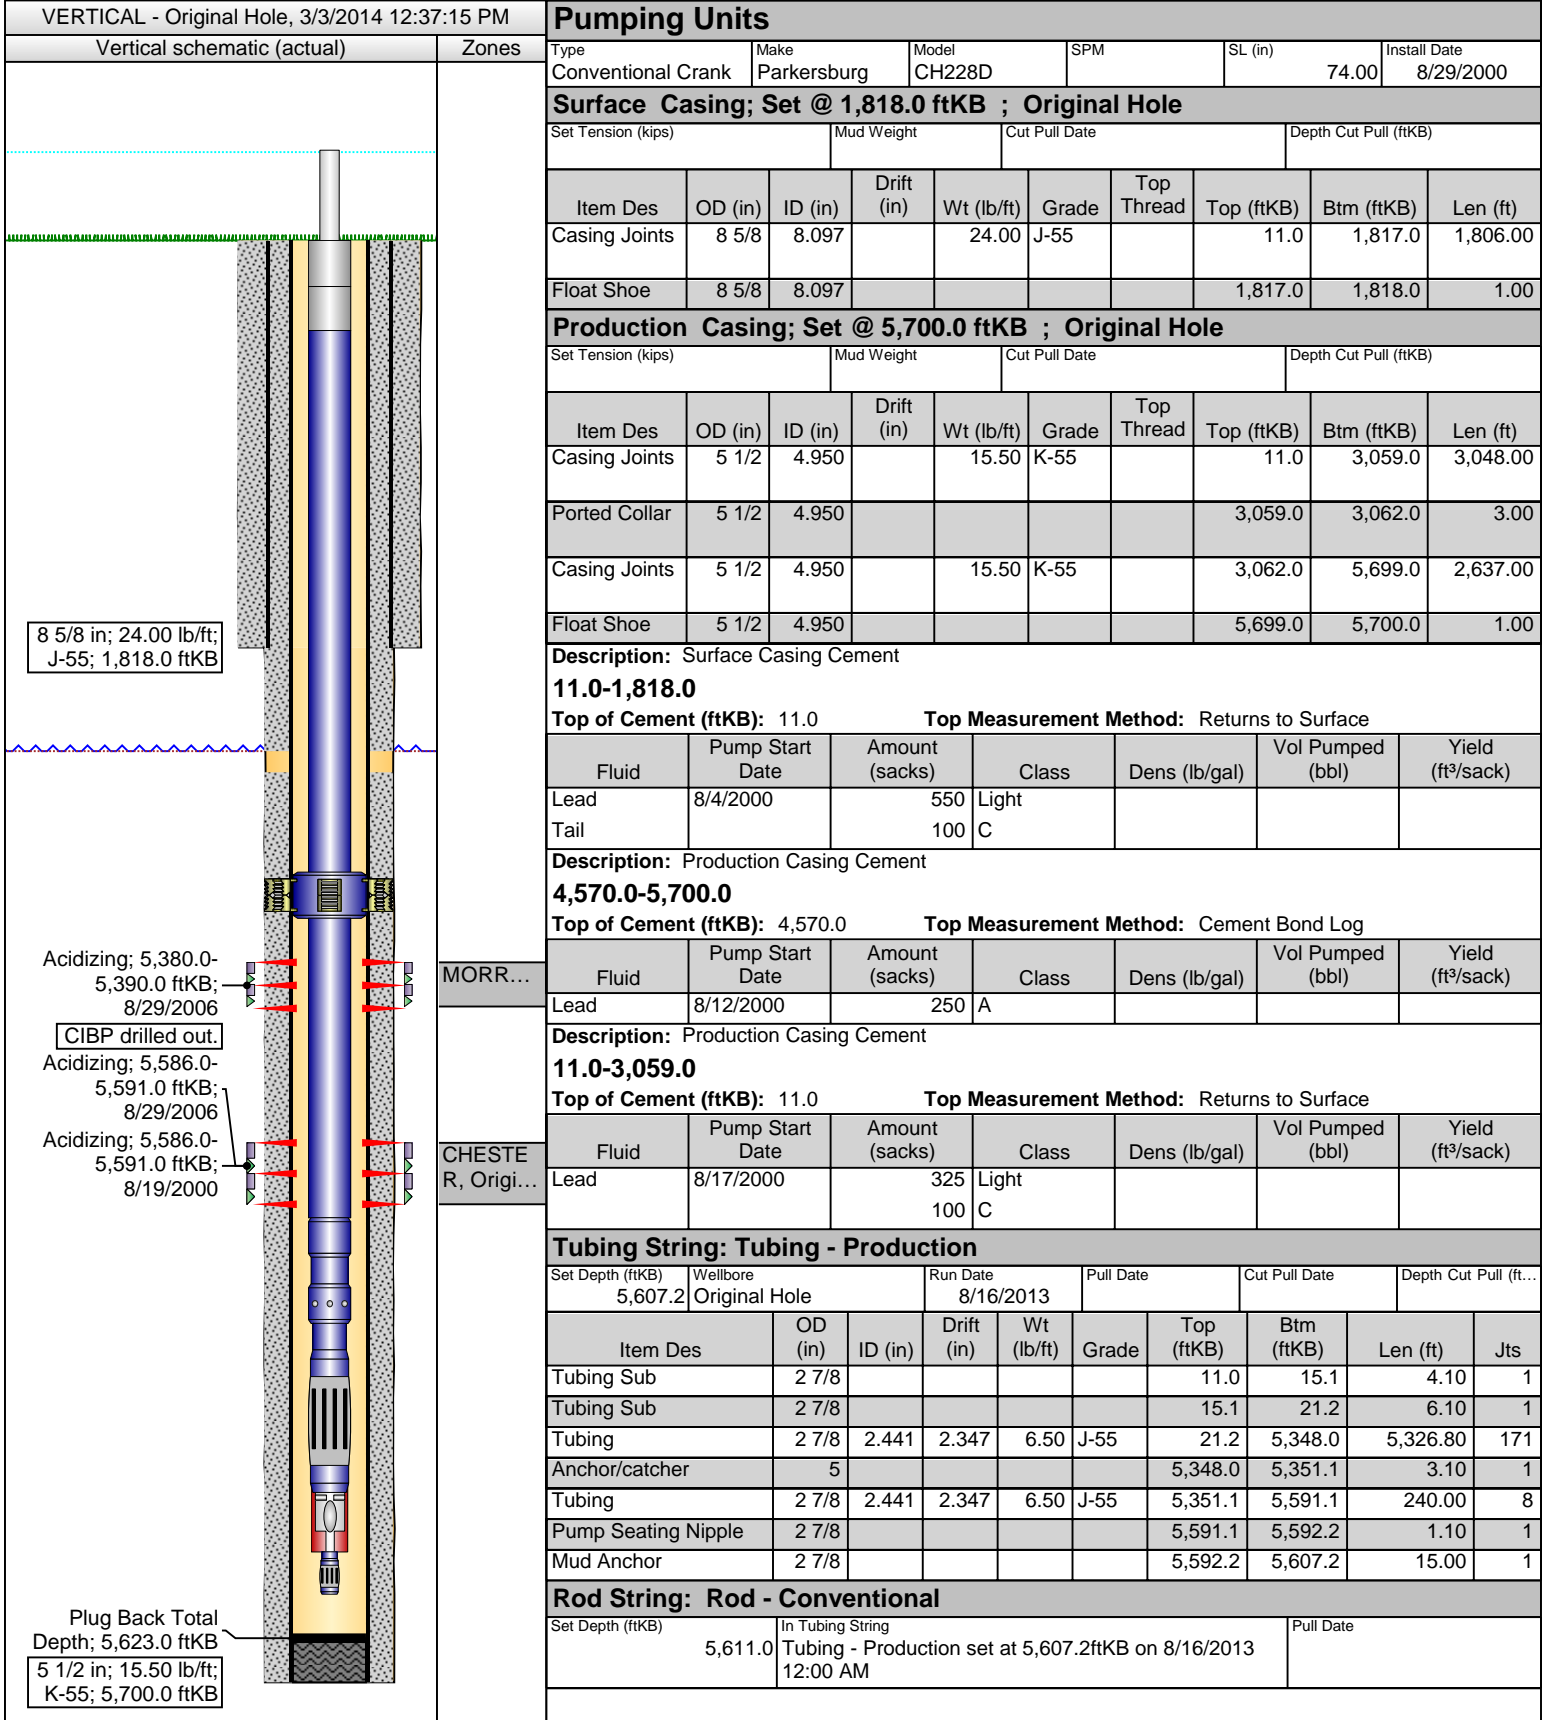 VERTICAL - Original Hole, 3/3/2014 12:37:15 PM
Vertical schematic (actual) Zones
8 5/8 in; 24.00 lb/ft;
J-55; 1,818.0 ftKB
Acidizing; 5,380.0-
5,390.0 ftKB;
8/29/2006
MORR…
CIBP drilled out.
Acidizing; 5,586.0-
5,591.0 ftKB;
8/29/2006
Acidizing; 5,586.0-
5,591.0 ftKB;
8/19/2000
CHESTE
R, Origi…
Plug Back Total
Depth; 5,623.0 ftKB
5 1/2 in; 15.50 lb/ft;
K-55; 5,700.0 ftKB
Pumping Units
Type Make Model SPM SL (in) Install Date
Conventional Crank Parkersburg CH228D 74.00 8/29/2000
Surface Casing; Set @ 1,818.0 ftKB ; Original Hole
Set Tension (kips) Mud Weight Cut Pull Date Depth Cut Pull (ftKB)
Item Des OD (in) ID (in) Drift (in) Wt (lb/ft) Grade Top Thread Top (ftKB) Btm (ftKB) Len (ft)
Casing Joints 8 5/8 8.097 24.00 J-55 11.0 1,817.0 1,806.00
Float Shoe 8 5/8 8.097 1,817.0 1,818.0 1.00
Production Casing; Set @ 5,700.0 ftKB ; Original Hole
Set Tension (kips) Mud Weight Cut Pull Date Depth Cut Pull (ftKB)
Item Des OD (in) ID (in) Drift (in) Wt (lb/ft) Grade Top Thread Top (ftKB) Btm (ftKB) Len (ft)
Casing Joints 5 1/2 4.950 15.50 K-55 11.0 3,059.0 3,048.00
Ported Collar 5 1/2 4.950 3,059.0 3,062.0 3.00
Casing Joints 5 1/2 4.950 15.50 K-55 3,062.0 5,699.0 2,637.00
Float Shoe 5 1/2 4.950 5,699.0 5,700.0 1.00
Description: Surface Casing Cement
11.0-1,818.0
Top of Cement (ftKB): 11.0 Top Measurement Method: Returns to Surface
Fluid Pump Start Date Amount (sacks) Class Dens (lb/gal) Vol Pumped (bbl) Yield (ft³/sack)
Lead 8/4/2000 550 Light
Tail 100 C
Description: Production Casing Cement
4,570.0-5,700.0
Top of Cement (ftKB): 4,570.0 Top Measurement Method: Cement Bond Log
Fluid Pump Start Date Amount (sacks) Class Dens (lb/gal) Vol Pumped (bbl) Yield (ft³/sack)
Lead 8/12/2000 250 A
Description: Production Casing Cement
11.0-3,059.0
Top of Cement (ftKB): 11.0 Top Measurement Method: Returns to Surface
Fluid Pump Start Date Amount (sacks) Class Dens (lb/gal) Vol Pumped (bbl) Yield (ft³/sack)
Lead 8/17/2000 325 Light
100 C
Tubing String: Tubing - Production
Set Depth (ftKB) Wellbore Run Date Pull Date Cut Pull Date Depth Cut Pull (ft…
5,607.2 Original Hole 8/16/2013
Item Des OD (in) ID (in) Drift (in) Wt (lb/ft) Grade Top (ftKB) Btm (ftKB) Len (ft) Jts
Tubing Sub 2 7/8 11.0 15.1 4.10 1
Tubing Sub 2 7/8 15.1 21.2 6.10 1
Tubing 2 7/8 2.441 2.347 6.50 J-55 21.2 5,348.0 5,326.80 171
Anchor/catcher 5 5,348.0 5,351.1 3.10 1
Tubing 2 7/8 2.441 2.347 6.50 J-55 5,351.1 5,591.1 240.00 8
Pump Seating Nipple 2 7/8 5,591.1 5,592.2 1.10 1
Mud Anchor 2 7/8 5,592.2 5,607.2 15.00 1
Rod String: Rod - Conventional
Set Depth (ftKB) In Tubing String Pull Date
5,611.0 Tubing - Production set at 5,607.2ftKB on 8/16/2013
12:00 AM